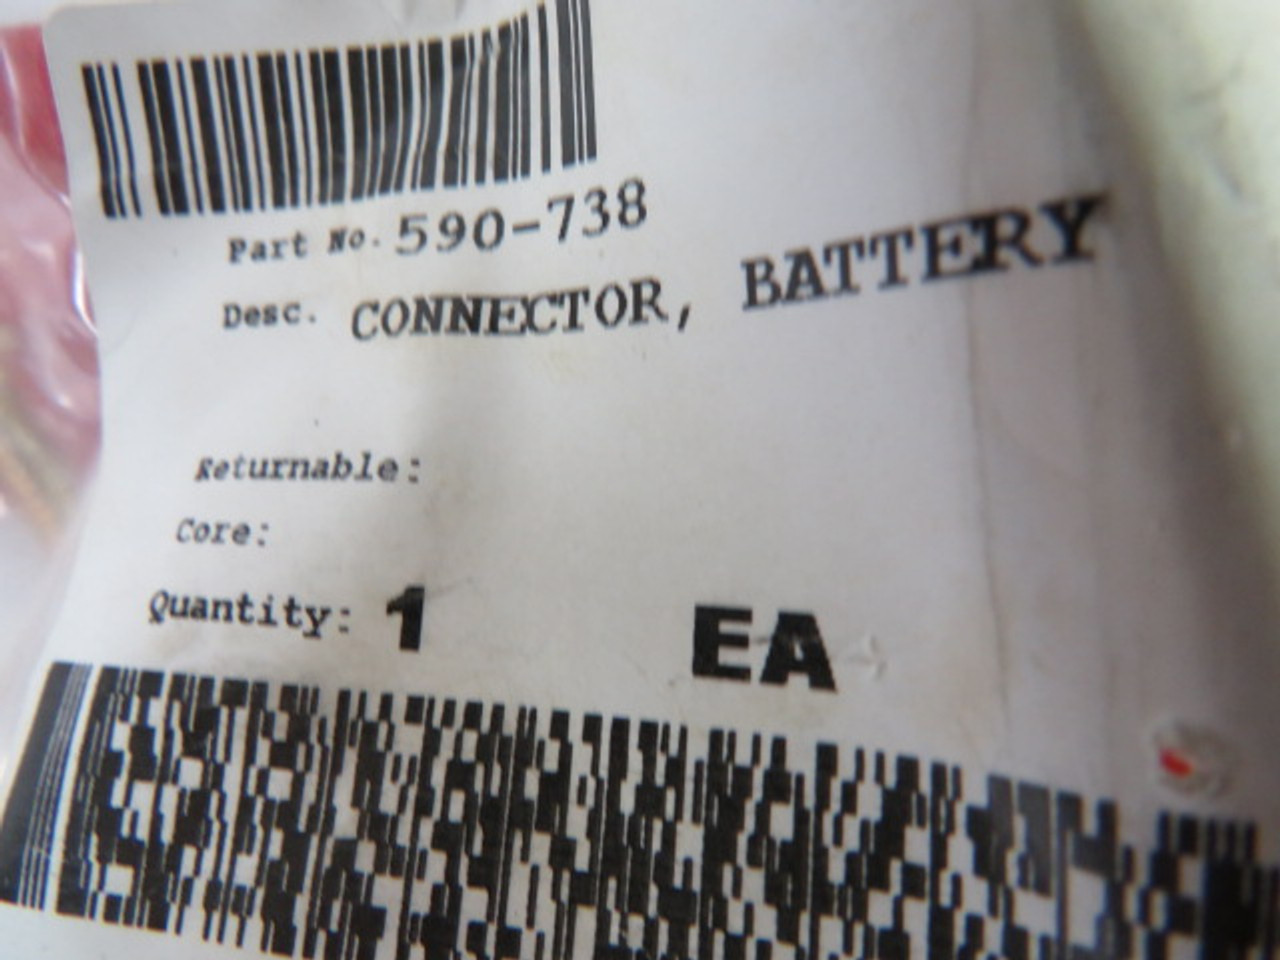 Part No. 590-738
Desc. CONNECTOR, BATTERY
Returnable:
Core:
Quantity: 1 EA